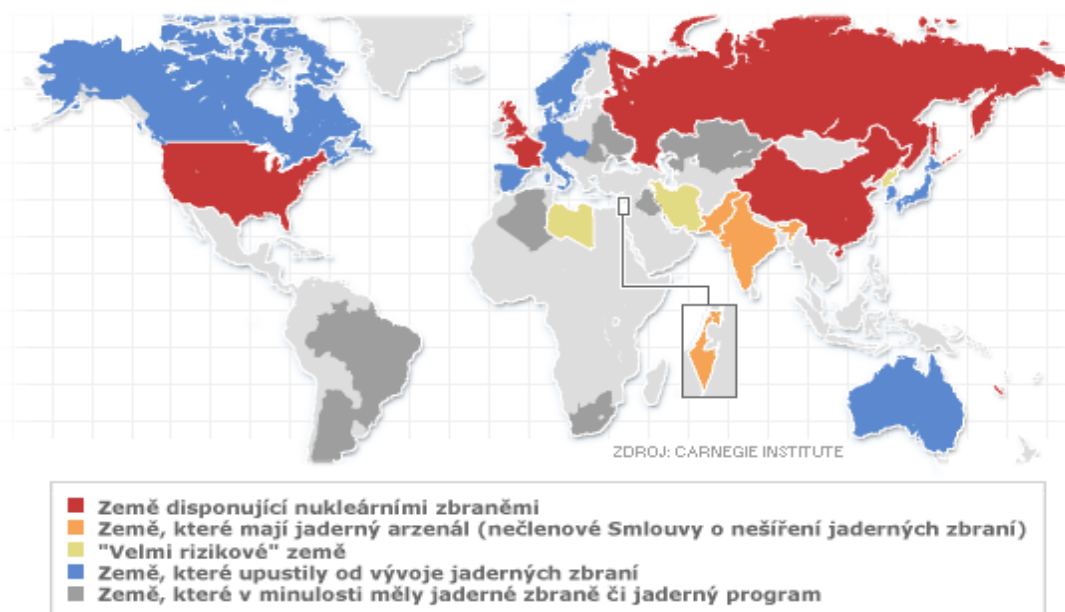 ZDROJ: CARNEGIE INSTITUTE
Země disponující nukleárními zbraněmi
Země, které mají jaderný arzenál (nečlenové Smlouvy o nešíření jaderných zbraní)
"Velmi rizikové" země
Země, které upustily od vývoje jaderných zbraní
Země, které v minulosti měly jaderné zbraně či jaderný program